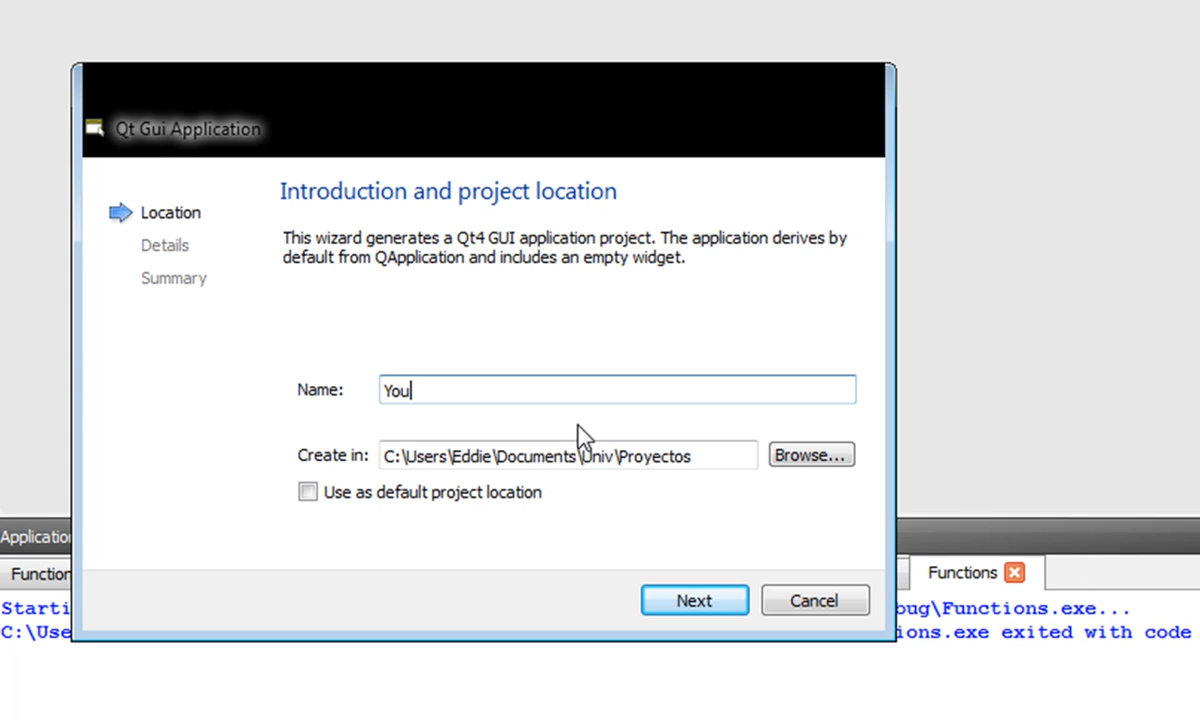 Qt Gui Application
Introduction and project location
Location
Details
Summary
This wizard generates a Qt4 GUI application project. The application derives by
default from QApplication and includes an empty widget.
Name: You
Create in: C:\Users\Eddie\Documents\Univ\Proyectos Browse...
Use as default project location
Next Cancel
Application
Function
Functions
Starti
bug\Functions.exe...
C:\Use
ions.exe exited with code